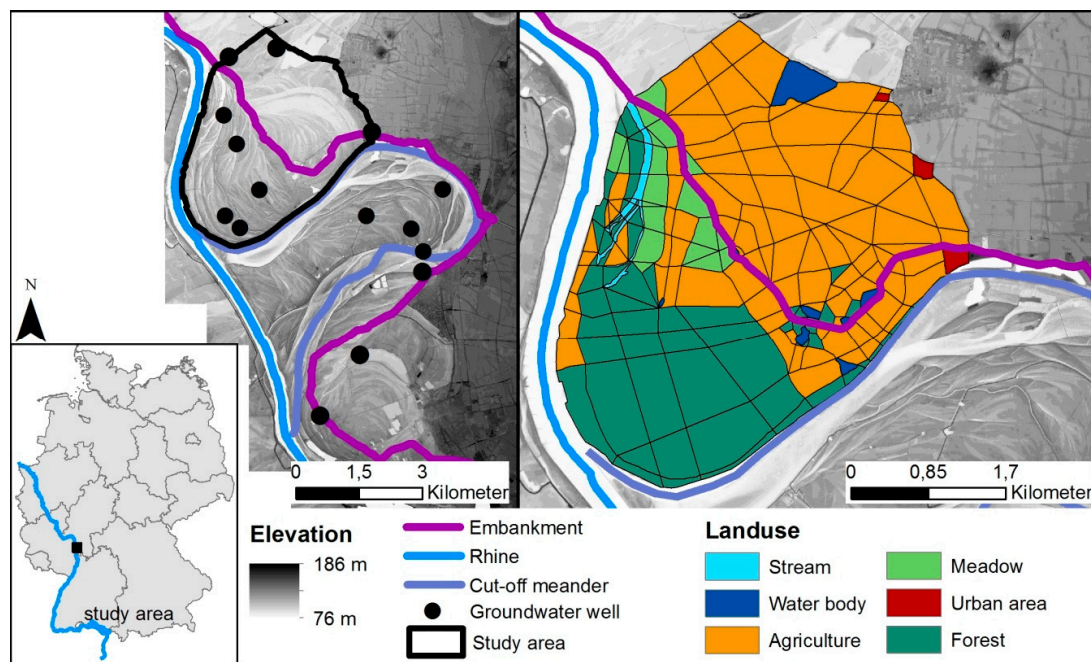 N
0 1,5 3
Kilometer
0 0,85 1,7
Kilometer
study area
Elevation
186 m
76 m
Embankment
Rhine
Cut-off meander
Groundwater well
Study area
Landuse
Stream
Water body
Agriculture
Meadow
Urban area
Forest